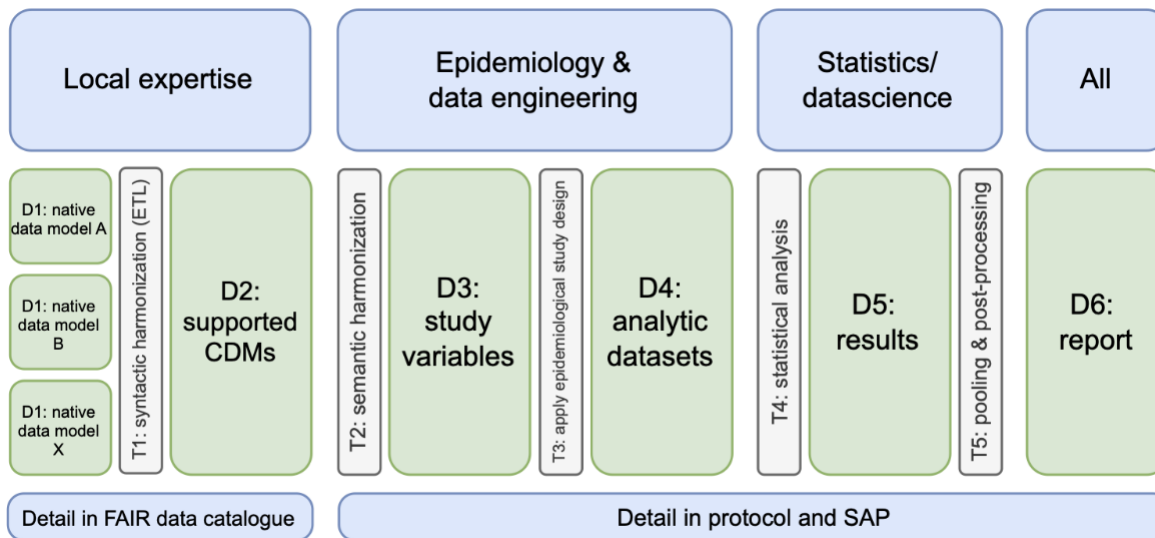 Local expertise
Epidemiology &
data engineering
Statistics/
datascience
All
D1: native
data model A
D1: native
data model
B
D1: native
data model
X
T1: syntactic harmonization (ETL)
D2:
supported
CDMs
T2: semantic harmonization
D3:
study
variables
T3: apply epidemiological study design
D4:
analytic
datasets
T4: statistical analysis
D5:
results
T5: pooling & post-processing
D6:
report
Detail in FAIR data catalogue
Detail in protocol and SAP